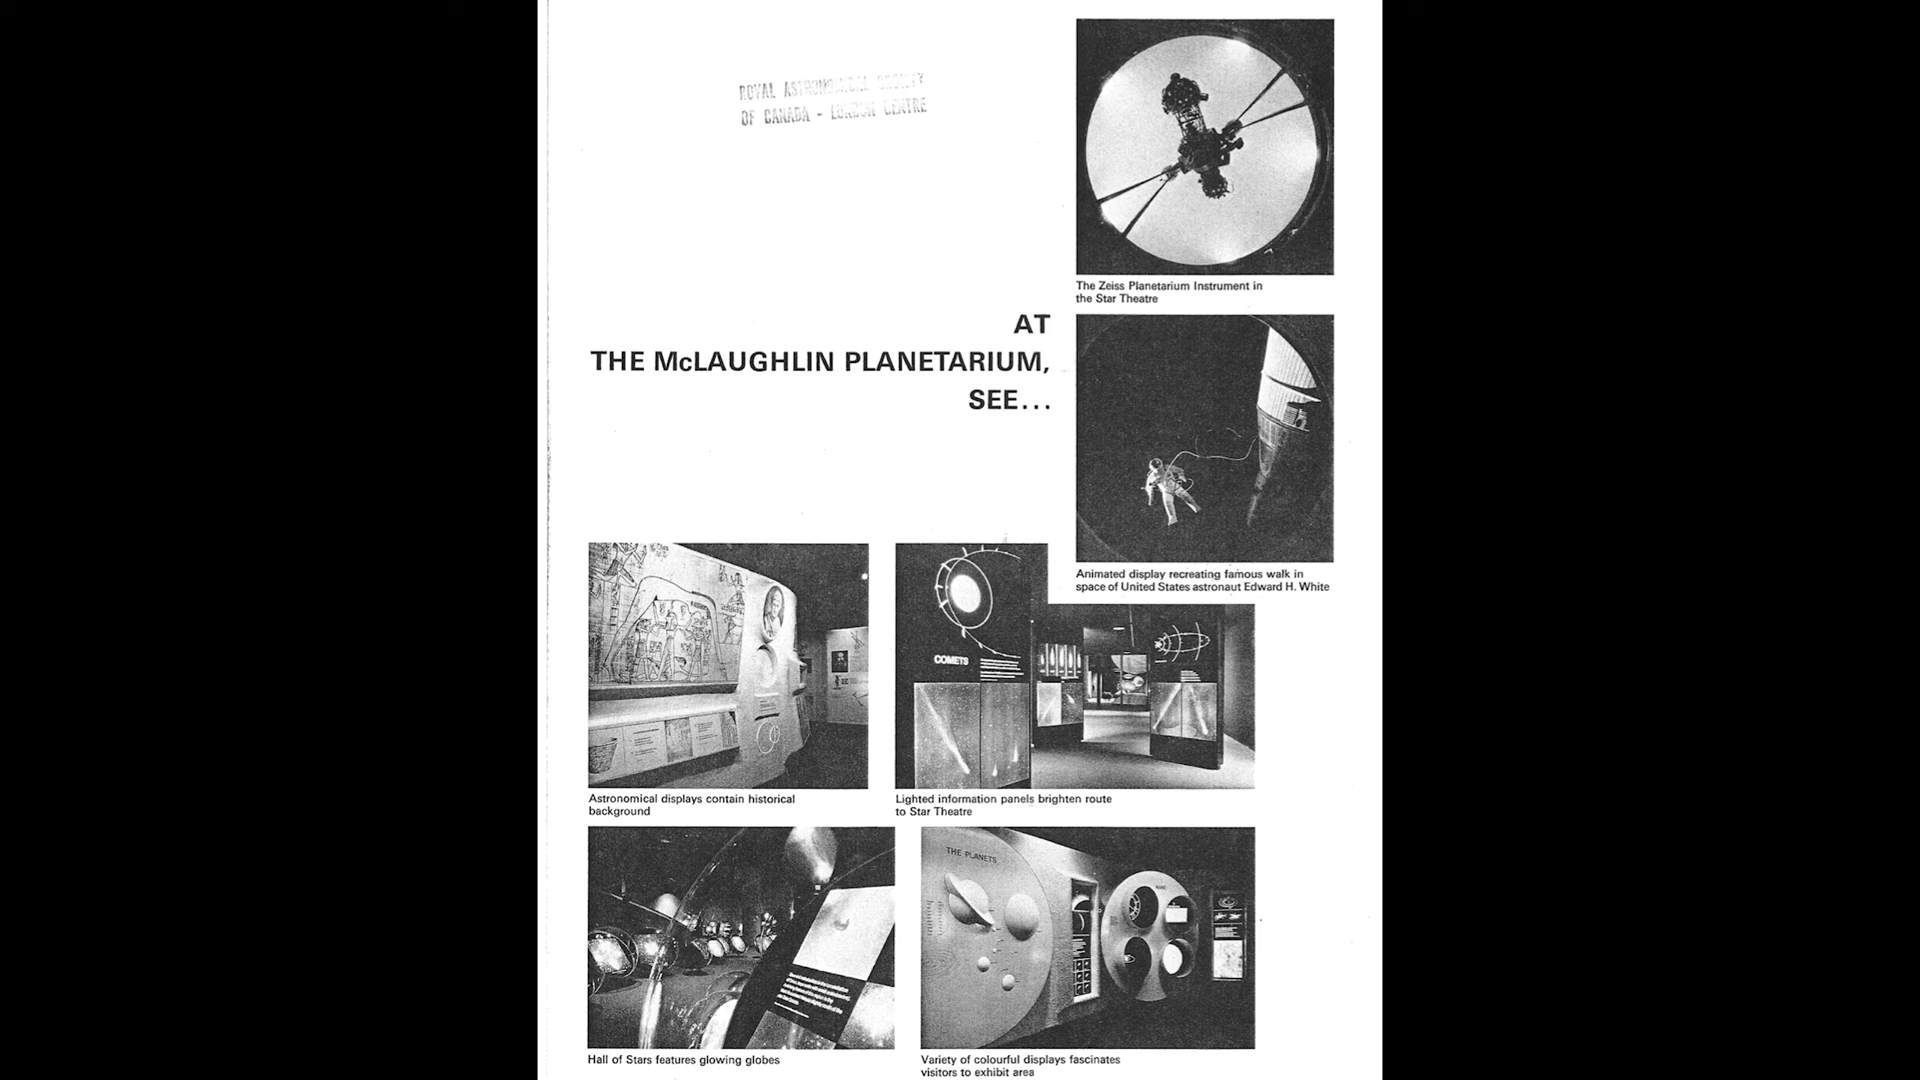 ROYAL ASTRONOMICAL SOCIETY
OF CANADA - LONDON CENTRE
The Zeiss Planetarium Instrument in
the Star Theatre
AT
THE McLAUGHLIN PLANETARIUM,
SEE...
Animated display recreating famous walk in
space of United States astronaut Edward H. White
COMETS
Astronomical displays contain historical
background
Lighted information panels brighten route
to Star Theatre
THE PLANETS
Hall of Stars features glowing globes
Variety of colourful displays fascinates
visitors to exhibit area